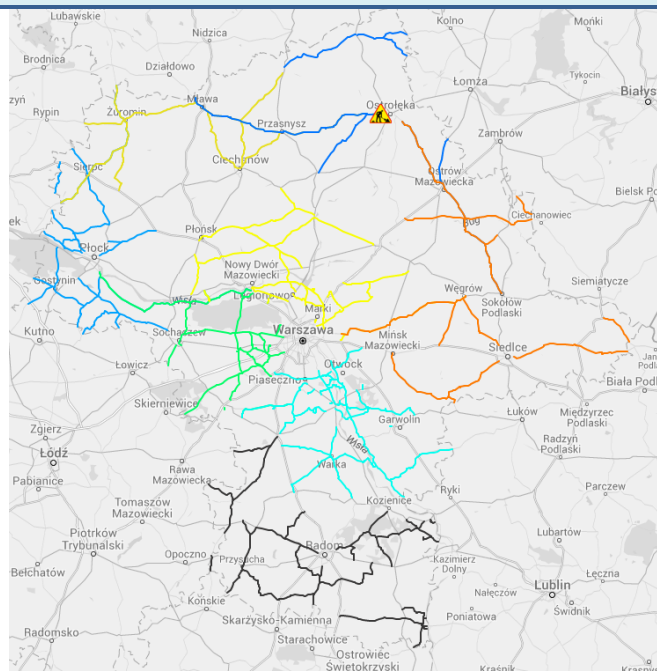 Lubawskie
Kolno
Mońki
Nidzica
Brodnica
Działdowo
Łomża
Tykocin
Białys
zyń
Rypin
Żuromin
Mława
Ostrołęka
Przasnysz
Zambrów
Sierpc
Ciechanów
Ostrów
Mazowiecka
Bielsk Po
ek
Płońsk
Bug
Ciechanowiec
Płock
Nowy Dwór
Mazowiecki
Węgrów
Siemiatycze
Gostynin
Wisła
Legionowo
Marki
Sokołów
Podlaski
Kutno
Sochaczew
Warszawa
Mińsk
Mazowiecki
Siedlce
Łowicz
Otwock
Piaseczno
Biała Podl
Skierniewice
Łuków
Międzyrzec
Podlaski
Zgierz
Garwolin
Radzyń
Podlaski
Łódź
Rawa
Mazowiecka
Wisła
Warka
Pabianice
Kozienice
Ryki
Parczew
Tomaszów
Mazowiecki
Piotrków
Trybunalski
Radom
Lubartów
Opoczno
Przysucha
Kazimierz
Dolny
Bełchatów
Łęczna
Nałęczów
Lublin
Końskie
Poniatowa
Świdnik
Radomsko
Skarżysko-Kamienna
Starachowice
Ostrowiec
Świętokrzyski
Kraśnik